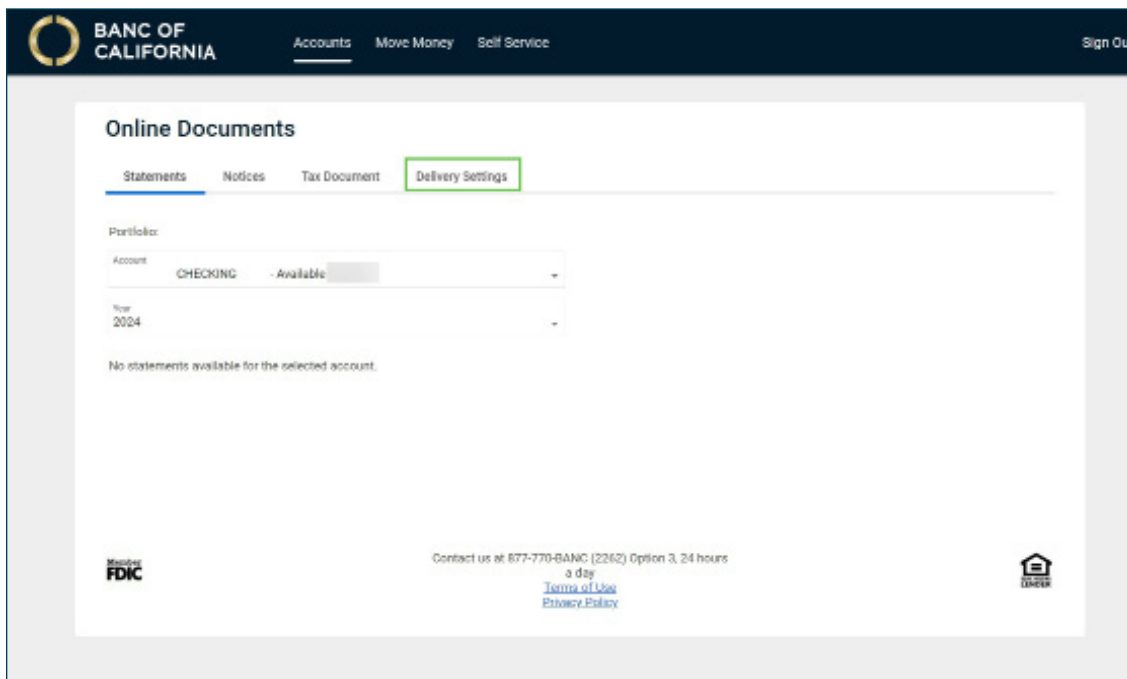 BANC OF
CALIFORNIA
Accounts Move Money Self Service
Sign Ou
Online Documents
Statements Notices Tax Document Delivery Settings
Portfolio:
Account
CHECKING - Available
Year
2024
No statements available for the selected account.
Member
FDIC
Contact us at 877-770-BANC (2262) Option 3, 24 hours
a day
Terms of Use
Privacy Policy
LENDER